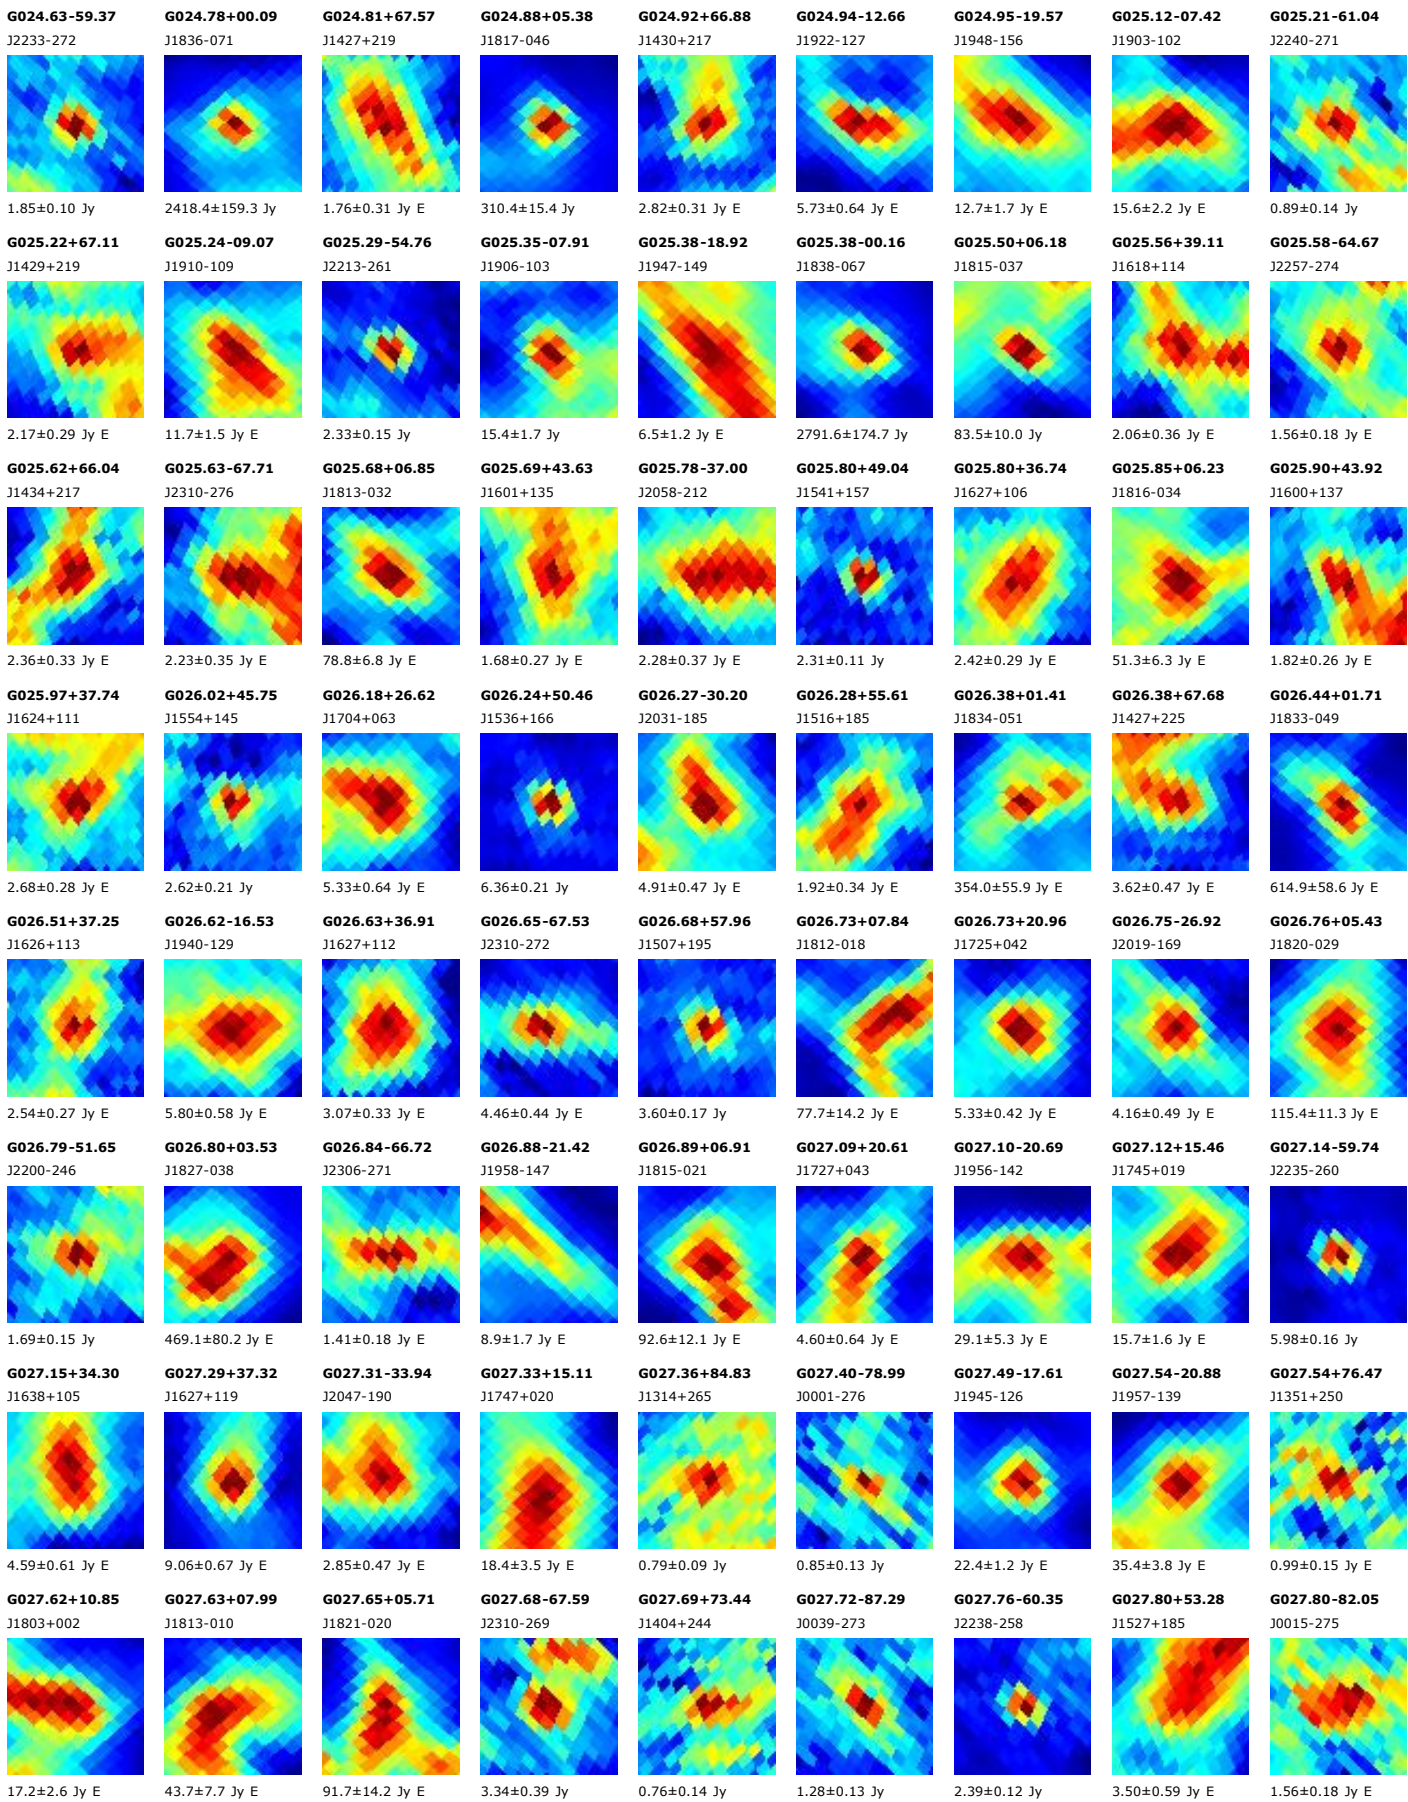 G024.63-59.37 G024.78+00.09 G024.81+67.57 G024.88+05.38 G024.92+66.88 G024.94-12.66 G024.95-19.57 G025.12-07.42 G025.21-61.04
J2233-272 J1836-071 J1427+219 J1817-046 J1430+217 J1922-127 J1948-156 J1903-102 J2240-271
1.85±0.10 Jy 2418.4±159.3 Jy 1.76±0.31 Jy E 310.4±15.4 Jy 2.82±0.31 Jy E 5.73±0.64 Jy E 12.7±1.7 Jy E 15.6±2.2 Jy E 0.89±0.14 Jy
G025.22+67.11 G025.24-09.07 G025.29-54.76 G025.35-07.91 G025.38-18.92 G025.38-00.16 G025.50+06.18 G025.56+39.11 G025.58-64.67
J1429+219 J1910-109 J2213-261 J1906-103 J1947-149 J1838-067 J1815-037 J1618+114 J2257-274
2.17±0.29 Jy E 11.7±1.5 Jy E 2.33±0.15 Jy 15.4±1.7 Jy 6.5±1.2 Jy E 2791.6±174.7 Jy 83.5±10.0 Jy 2.06±0.36 Jy E 1.56±0.18 Jy E
G025.62+66.04 G025.63-67.71 G025.68+06.85 G025.69+43.63 G025.78-37.00 G025.80+49.04 G025.80+36.74 G025.85+06.23 G025.90+43.92
J1434+217 J2310-276 J1813-032 J1601+135 J2058-212 J1541+157 J1627+106 J1816-034 J1600+137
2.36±0.33 Jy E 2.23±0.35 Jy E 78.8±6.8 Jy E 1.68±0.27 Jy E 2.28±0.37 Jy E 2.31±0.11 Jy 2.42±0.29 Jy E 51.3±6.3 Jy E 1.82±0.26 Jy E
G025.97+37.74 G026.02+45.75 G026.18+26.62 G026.24+50.46 G026.27-30.20 G026.28+55.61 G026.38+01.41 G026.38+67.68 G026.44+01.71
J1624+111 J1554+145 J1704+063 J1536+166 J2031-185 J1516+185 J1834-051 J1427+225 J1833-049
2.68±0.28 Jy E 2.62±0.21 Jy 5.33±0.64 Jy E 6.36±0.21 Jy 4.91±0.47 Jy E 1.92±0.34 Jy E 354.0±55.9 Jy E 3.62±0.47 Jy E 614.9±58.6 Jy E
G026.51+37.25 G026.62-16.53 G026.63+36.91 G026.65-67.53 G026.68+57.96 G026.73+07.84 G026.73+20.96 G026.75-26.92 G026.76+05.43
J1626+113 J1940-129 J1627+112 J2310-272 J1507+195 J1812-018 J1725+042 J2019-169 J1820-029
2.54±0.27 Jy E 5.80±0.58 Jy E 3.07±0.33 Jy E 4.46±0.44 Jy E 3.60±0.17 Jy 77.7±14.2 Jy E 5.33±0.42 Jy E 4.16±0.49 Jy E 115.4±11.3 Jy E
G026.79-51.65 G026.80+03.53 G026.84-66.72 G026.88-21.42 G026.89+06.91 G027.09+20.61 G027.10-20.69 G027.12+15.46 G027.14-59.74
J2200-246 J1827-038 J2306-271 J1958-147 J1815-021 J1727+043 J1956-142 J1745+019 J2235-260
1.69±0.15 Jy 469.1±80.2 Jy E 1.41±0.18 Jy E 8.9±1.7 Jy E 92.6±12.1 Jy E 4.60±0.64 Jy E 29.1±5.3 Jy E 15.7±1.6 Jy E 5.98±0.16 Jy
G027.15+34.30 G027.29+37.32 G027.31-33.94 G027.33+15.11 G027.36+84.83 G027.40-78.99 G027.49-17.61 G027.54-20.88 G027.54+76.47
J1638+105 J1627+119 J2047-190 J1747+020 J1314+265 J0001-276 J1945-126 J1957-139 J1351+250
4.59±0.61 Jy E 9.06±0.67 Jy E 2.85±0.47 Jy E 18.4±3.5 Jy E 0.79±0.09 Jy 0.85±0.13 Jy 22.4±1.2 Jy E 35.4±3.8 Jy E 0.99±0.15 Jy E
G027.62+10.85 G027.63+07.99 G027.65+05.71 G027.68-67.59 G027.69+73.44 G027.72-87.29 G027.76-60.35 G027.80+53.28 G027.80-82.05
J1803+002 J1813-010 J1821-020 J2310-269 J1404+244 J0039-273 J2238-258 J1527+185 J0015-275
17.2±2.6 Jy E 43.7±7.7 Jy E 91.7±14.2 Jy E 3.34±0.39 Jy 0.76±0.14 Jy 1.28±0.13 Jy 2.39±0.12 Jy 3.50±0.59 Jy E 1.56±0.18 Jy E